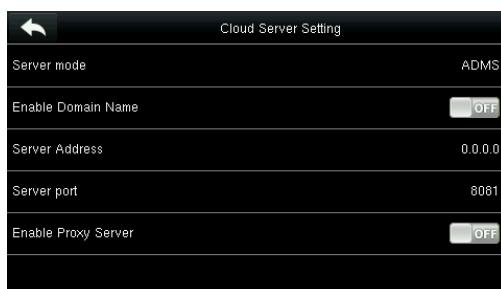 Cloud Server Setting
Server mode ADMS
Enable Domain Name OFF
Server Address 0.0.0.0
Server port 8081
Enable Proxy Server OFF